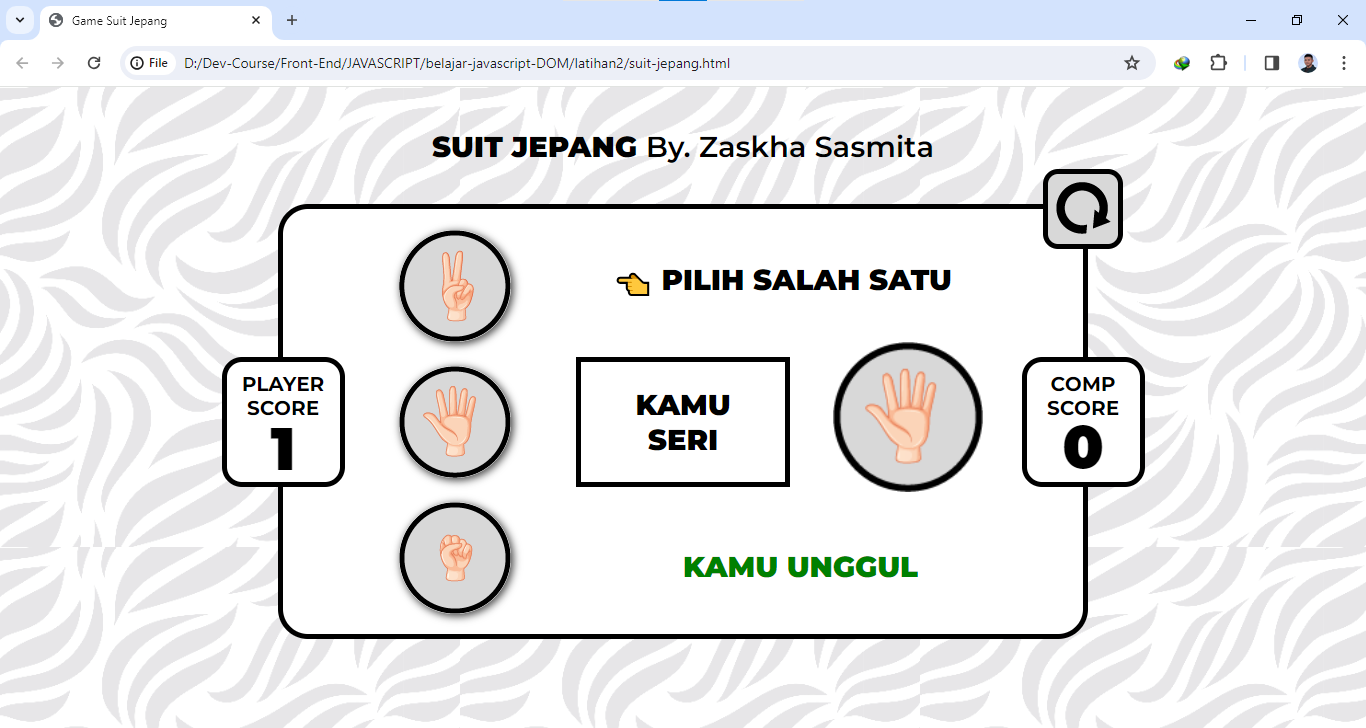 Game Suit Jepang
File
D:/Dev-Course/Front-End/JAVASCRIPT/belajar-javascript-DOM/latihan2/suit-jepang.html
SUIT JEPANG By. Zaskha Sasmita
PILIH SALAH SATU
PLAYER
SCORE
1
KAMU
SERI
COMP
SCORE
0
KAMU UNGGUL